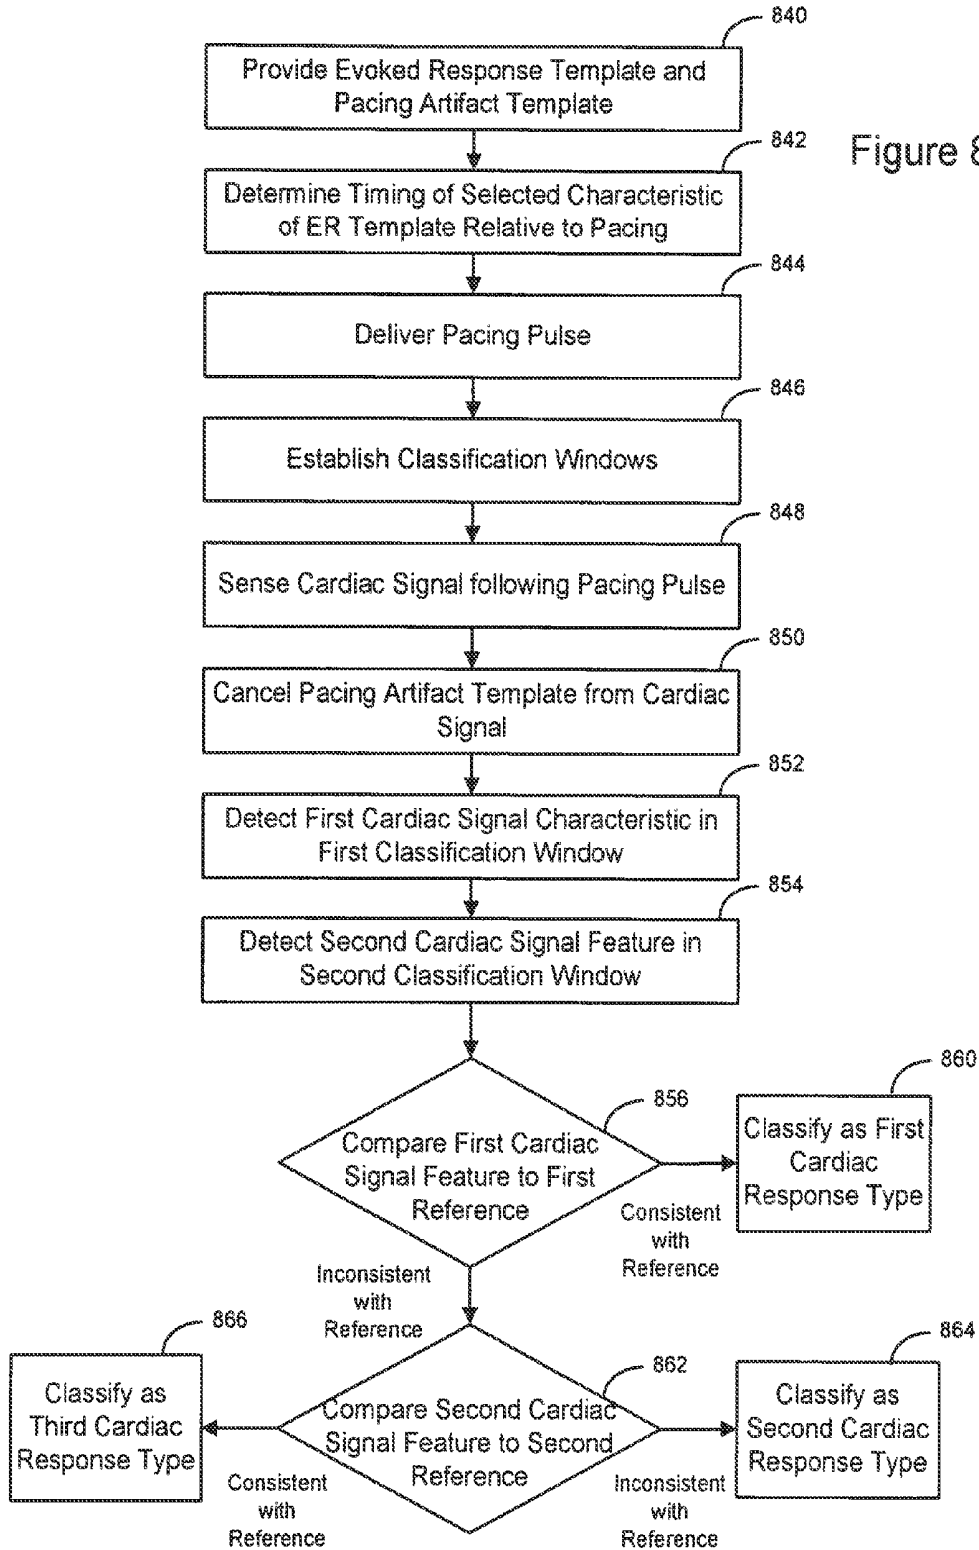 840
Provide Evoked Response Template and
Pacing Artifact Template
Figure 8
842
Determine Timing of Selected Characteristic
of ER Template Relative to Pacing
844
Deliver Pacing Pulse
846
Establish Classification Windows
848
Sense Cardiac Signal following Pacing Pulse
850
Cancel Pacing Artifact Template from Cardiac
Signal
852
Detect First Cardiac Signal Characteristic in
First Classification Window
854
Detect Second Cardiac Signal Feature in
Second Classification Window
856
Compare First Cardiac
Signal Feature to First
Reference
Consistent
with
Reference
860
Classify as First
Cardiac
Response Type
Inconsistent
with
Reference
862
Compare Second Cardiac
Signal Feature to Second
Reference
866
Classify as
Third Cardiac
Response Type
Consistent
with
Reference
Inconsistent
with
Reference
864
Classify as
Second Cardiac
Response Type